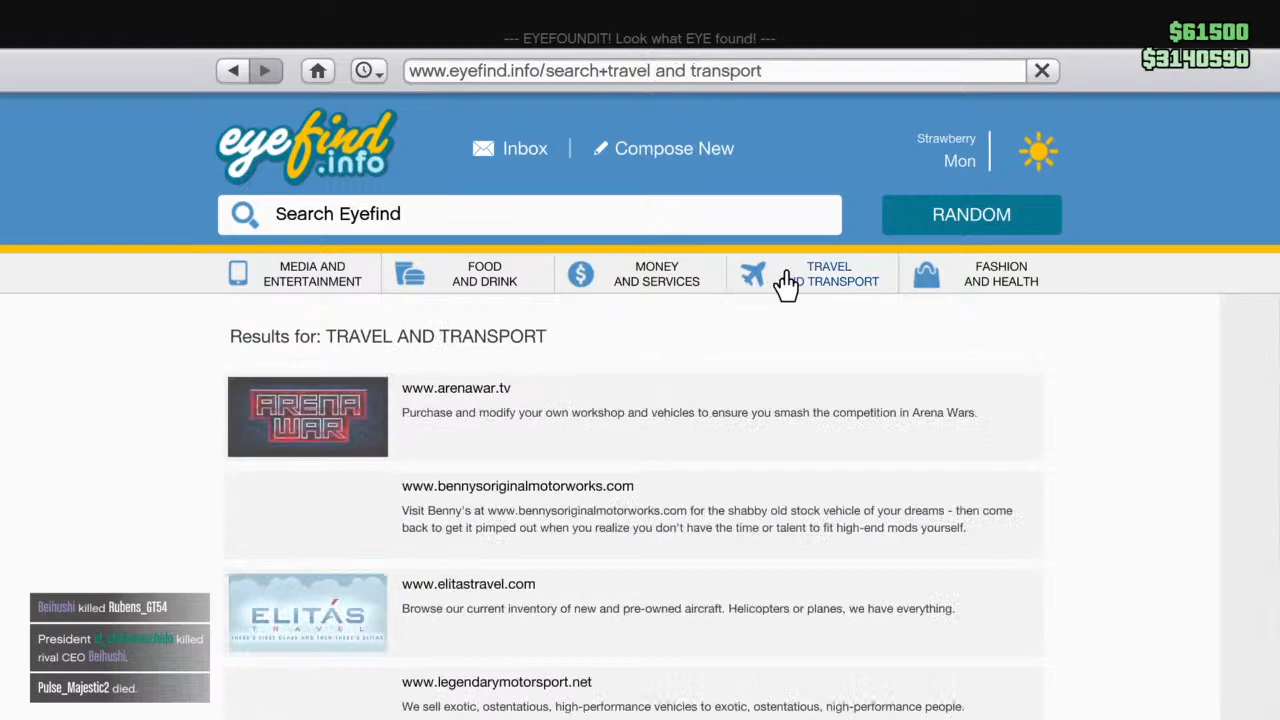 --- EYEFOUNDIT! Look what EYE found! ---
$61500
$3140590
www.eyefind.info/search+travel and transport
eyefind
.info
Inbox
Compose New
Strawberry
Mon
Search Eyefind
RANDOM
MEDIA AND
ENTERTAINMENT
FOOD
AND DRINK
MONEY
AND SERVICES
TRAVEL
AND TRANSPORT
FASHION
AND HEALTH
Results for: TRAVEL AND TRANSPORT
ARENA
WAR
www.arenawar.tv
Purchase and modify your own workshop and vehicles to ensure you smash the competition in Arena Wars.
www.bennysoriginalmotorworks.com
Visit Benny's at www.bennysoriginalmotorworks.com for the shabby old stock vehicle of your dreams - then come
back to get it pimped out when you realize you don't have the time or talent to fit high-end mods yourself.
ELITÁS
TRAVEL
THERE'S FIRST CLASS AND THEN THERE'S ELITAS
www.elitastravel.com
Browse our current inventory of new and pre-owned aircraft. Helicopters or planes, we have everything.
www.legendarymotorsport.net
We sell exotic, ostentatious, high-performance vehicles to exotic, ostentatious, high-performance people.
Beihushi killed Rubens_GT54
President killed
rival CEO Beihushi.
Pulse_Majestic2 died.